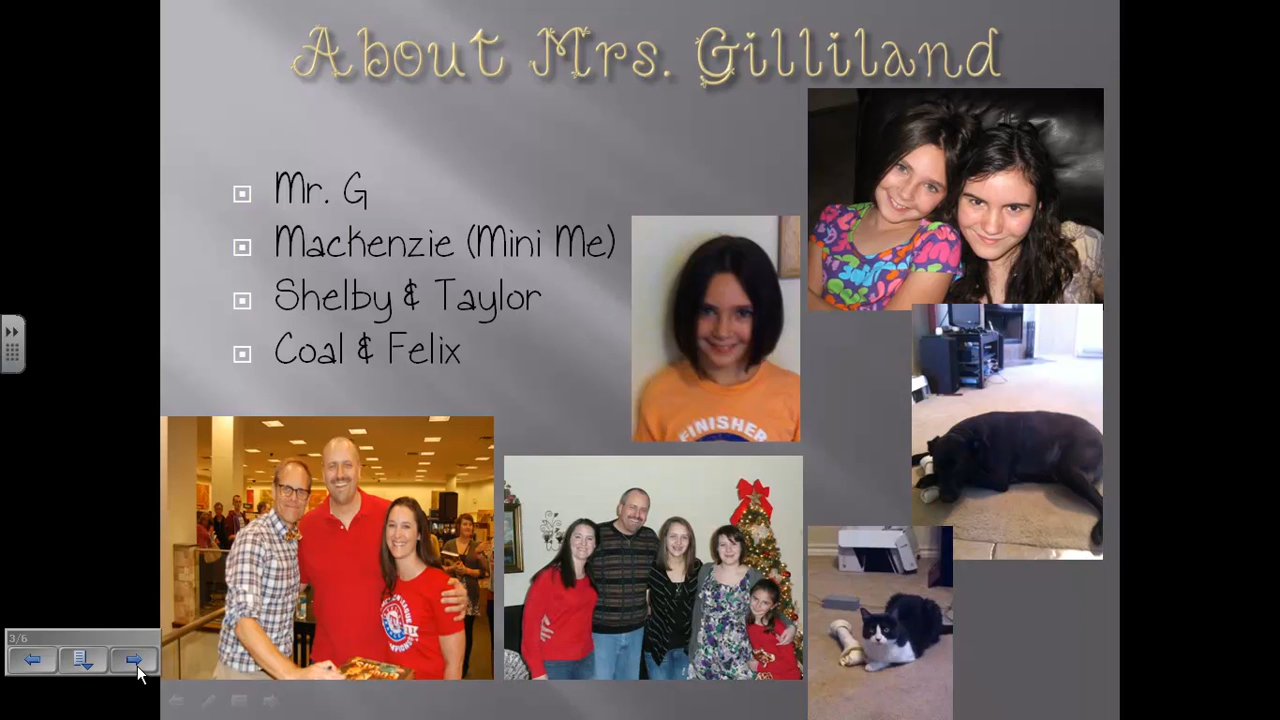 About Mrs. Gilliland
Mr. G
Mackenzie (Mini Me)
Shelby & Taylor
Coal & Felix
FINISHER
3/6